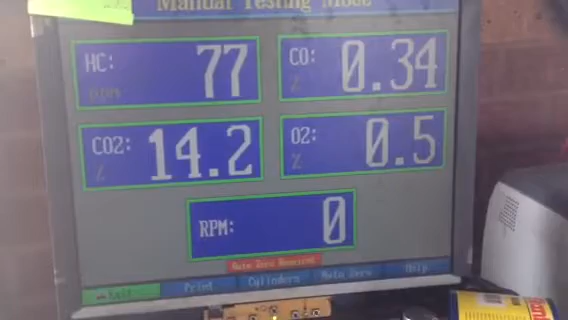 Manual Testing Mode
HC: 77
CO: 0.34
%
CO2: 14.2
%
O2: 0.5
%
RPM: 0
Auto Zero Required
Exit Print Cylinders Auto Zero Help